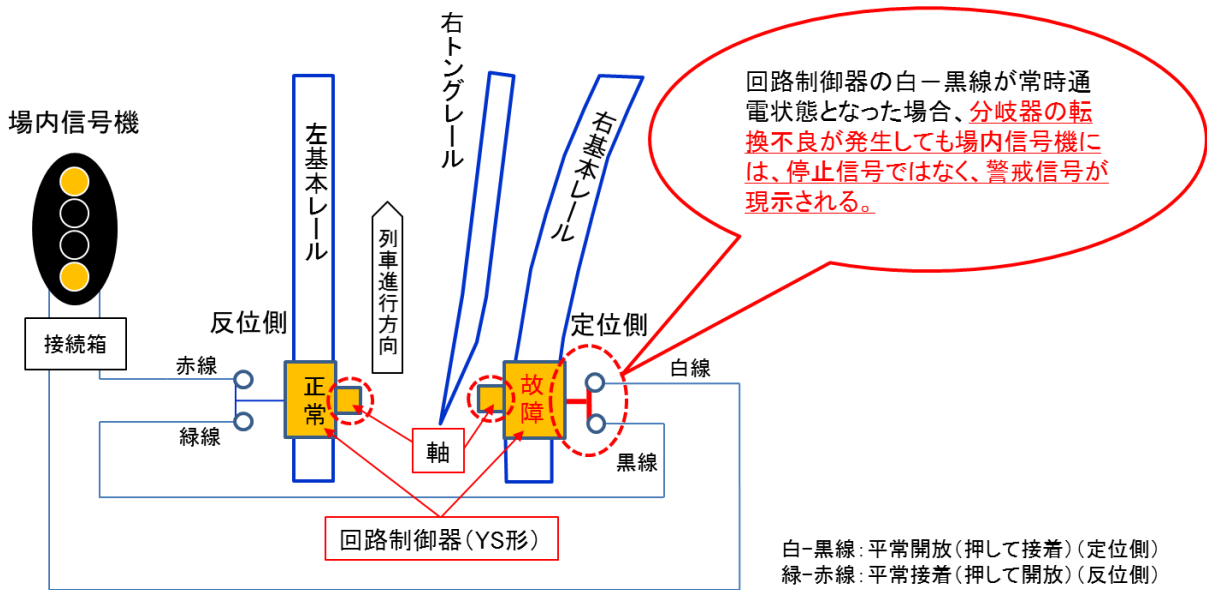 場内信号機
接続箱
赤線
緑線
反位側
左基本レール
正常
列車進行方向
右トングレール
右基本レール
軸
故障
定位側
白線
黒線
回路制御器(YS形)
回路制御器の白－黒線が常時通
電状態となった場合、分岐器の転
換不良が発生しても場内信号機に
は、停止信号ではなく、警戒信号が
現示される。
白-黒線:平常開放(押して接着)(定位側)
緑-赤線:平常接着(押して開放)(反位側)